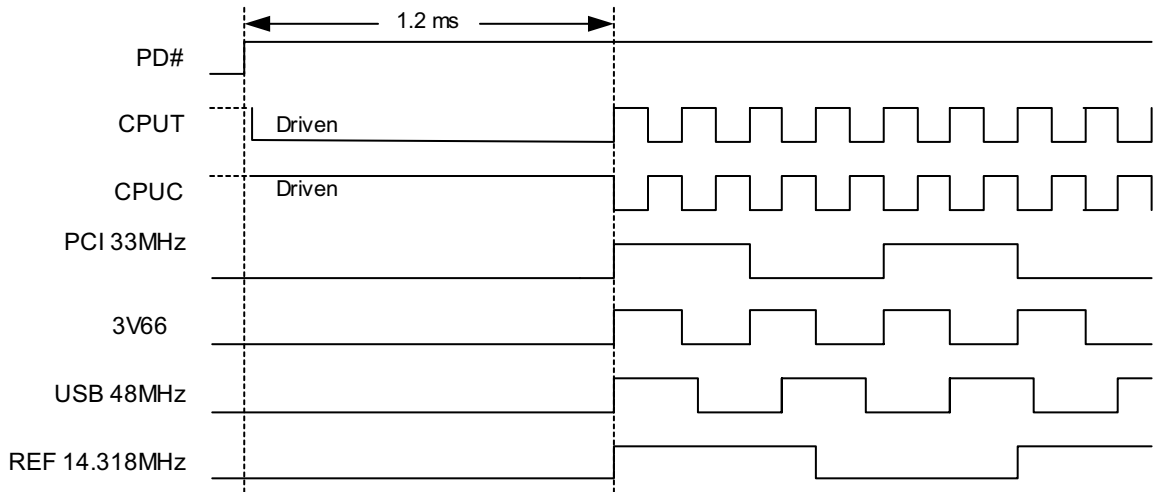 1.2 ms
PD#
CPUT
Driven
CPUC
Driven
PCI 33MHz
3V66
USB 48MHz
REF 14.318MHz